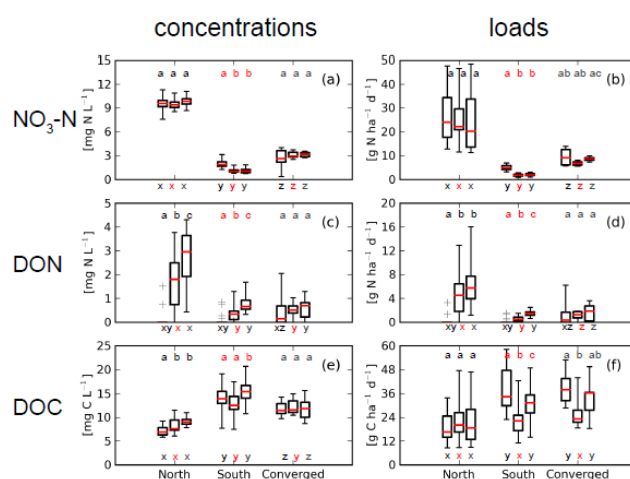 concentrations loads
NO3-N
[mg N L−1]
15
12
9
6
3
0
a a a a b b a a a (a)
x x x y y y z z z
[g N ha−1 d−1]
50
40
30
20
10
0
a a a a b b ab ab ac (b)
x x x y y y z z z
DON
[mg N L−1]
5
4
3
2
1
0
a b c a b c a a a (c)
xy x x xy y y xz y y
[g N ha−1 d−1]
20
16
12
8
4
0
a b b a b c a a a (d)
xy x x xy y y xz z z
DOC
[mg C L−1]
25
20
15
10
5
0
a b b a a b a a a (e)
x x x y y y z y z
North South Converged
[g C ha−1 d−1]
60
48
36
24
12
0
a a a a b c a b ab (f)
x x x y x y y x y
North South Converged